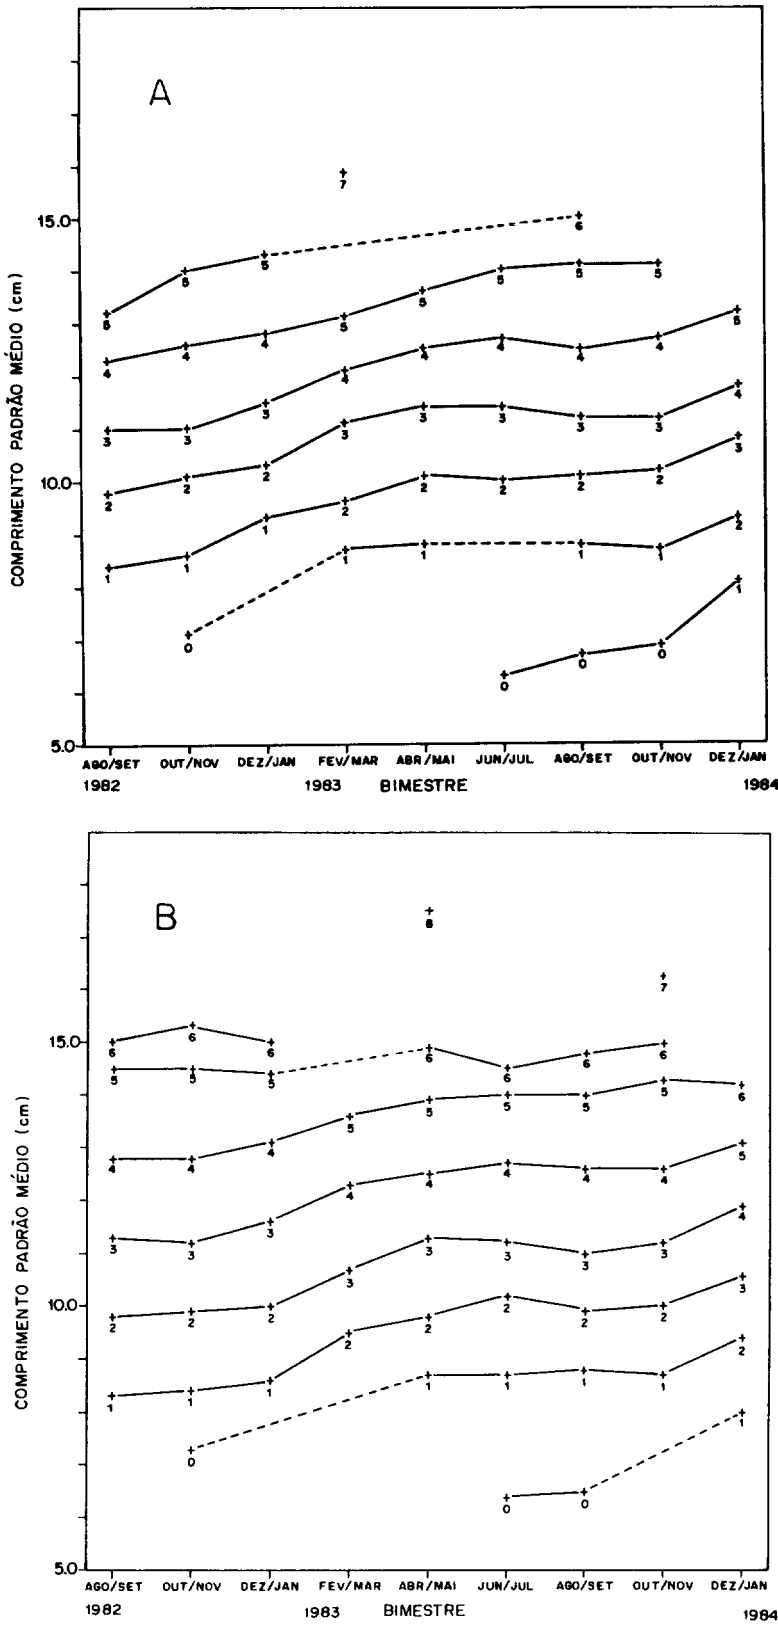 A
7
15.0
5 5 5 6
4 4 4 5 5 5 5 5
3 3 3 4 4 4 4 4 5
2 2 2 3 3 3 3 3 4
10.0
1 1 1 2 2 2 2 2 3
0 1 1 1 1 2
0 0 0 1
5.0
COMPRIMENTO PADRÃO MÉDIO (cm)
AGO/SET OUT/NOV DEZ/JAN FEV/MAR ABR/MAI JUN/JUL AGO/SET OUT/NOV DEZ/JAN
1982 1983 BIMESTRE 1984
B
8
7
15.0
6 6 6
5 5 5 6 6 6 6
4 4 4 5 5 5 5 5 6
3 3 3 4 4 4 4 4 5
2 2 2 3 3 3 3 3 4
10.0
1 1 1 2 2 2 2 2 3
0 1 1 1 1 2
0 0 1
5.0
COMPRIMENTO PADRÃO MÉDIO (cm)
AGO/SET OUT/NOV DEZ/JAN FEV/MAR ABR/MAI JUN/JUL AGO/SET OUT/NOV DEZ/JAN
1982 1983 BIMESTRE 1984